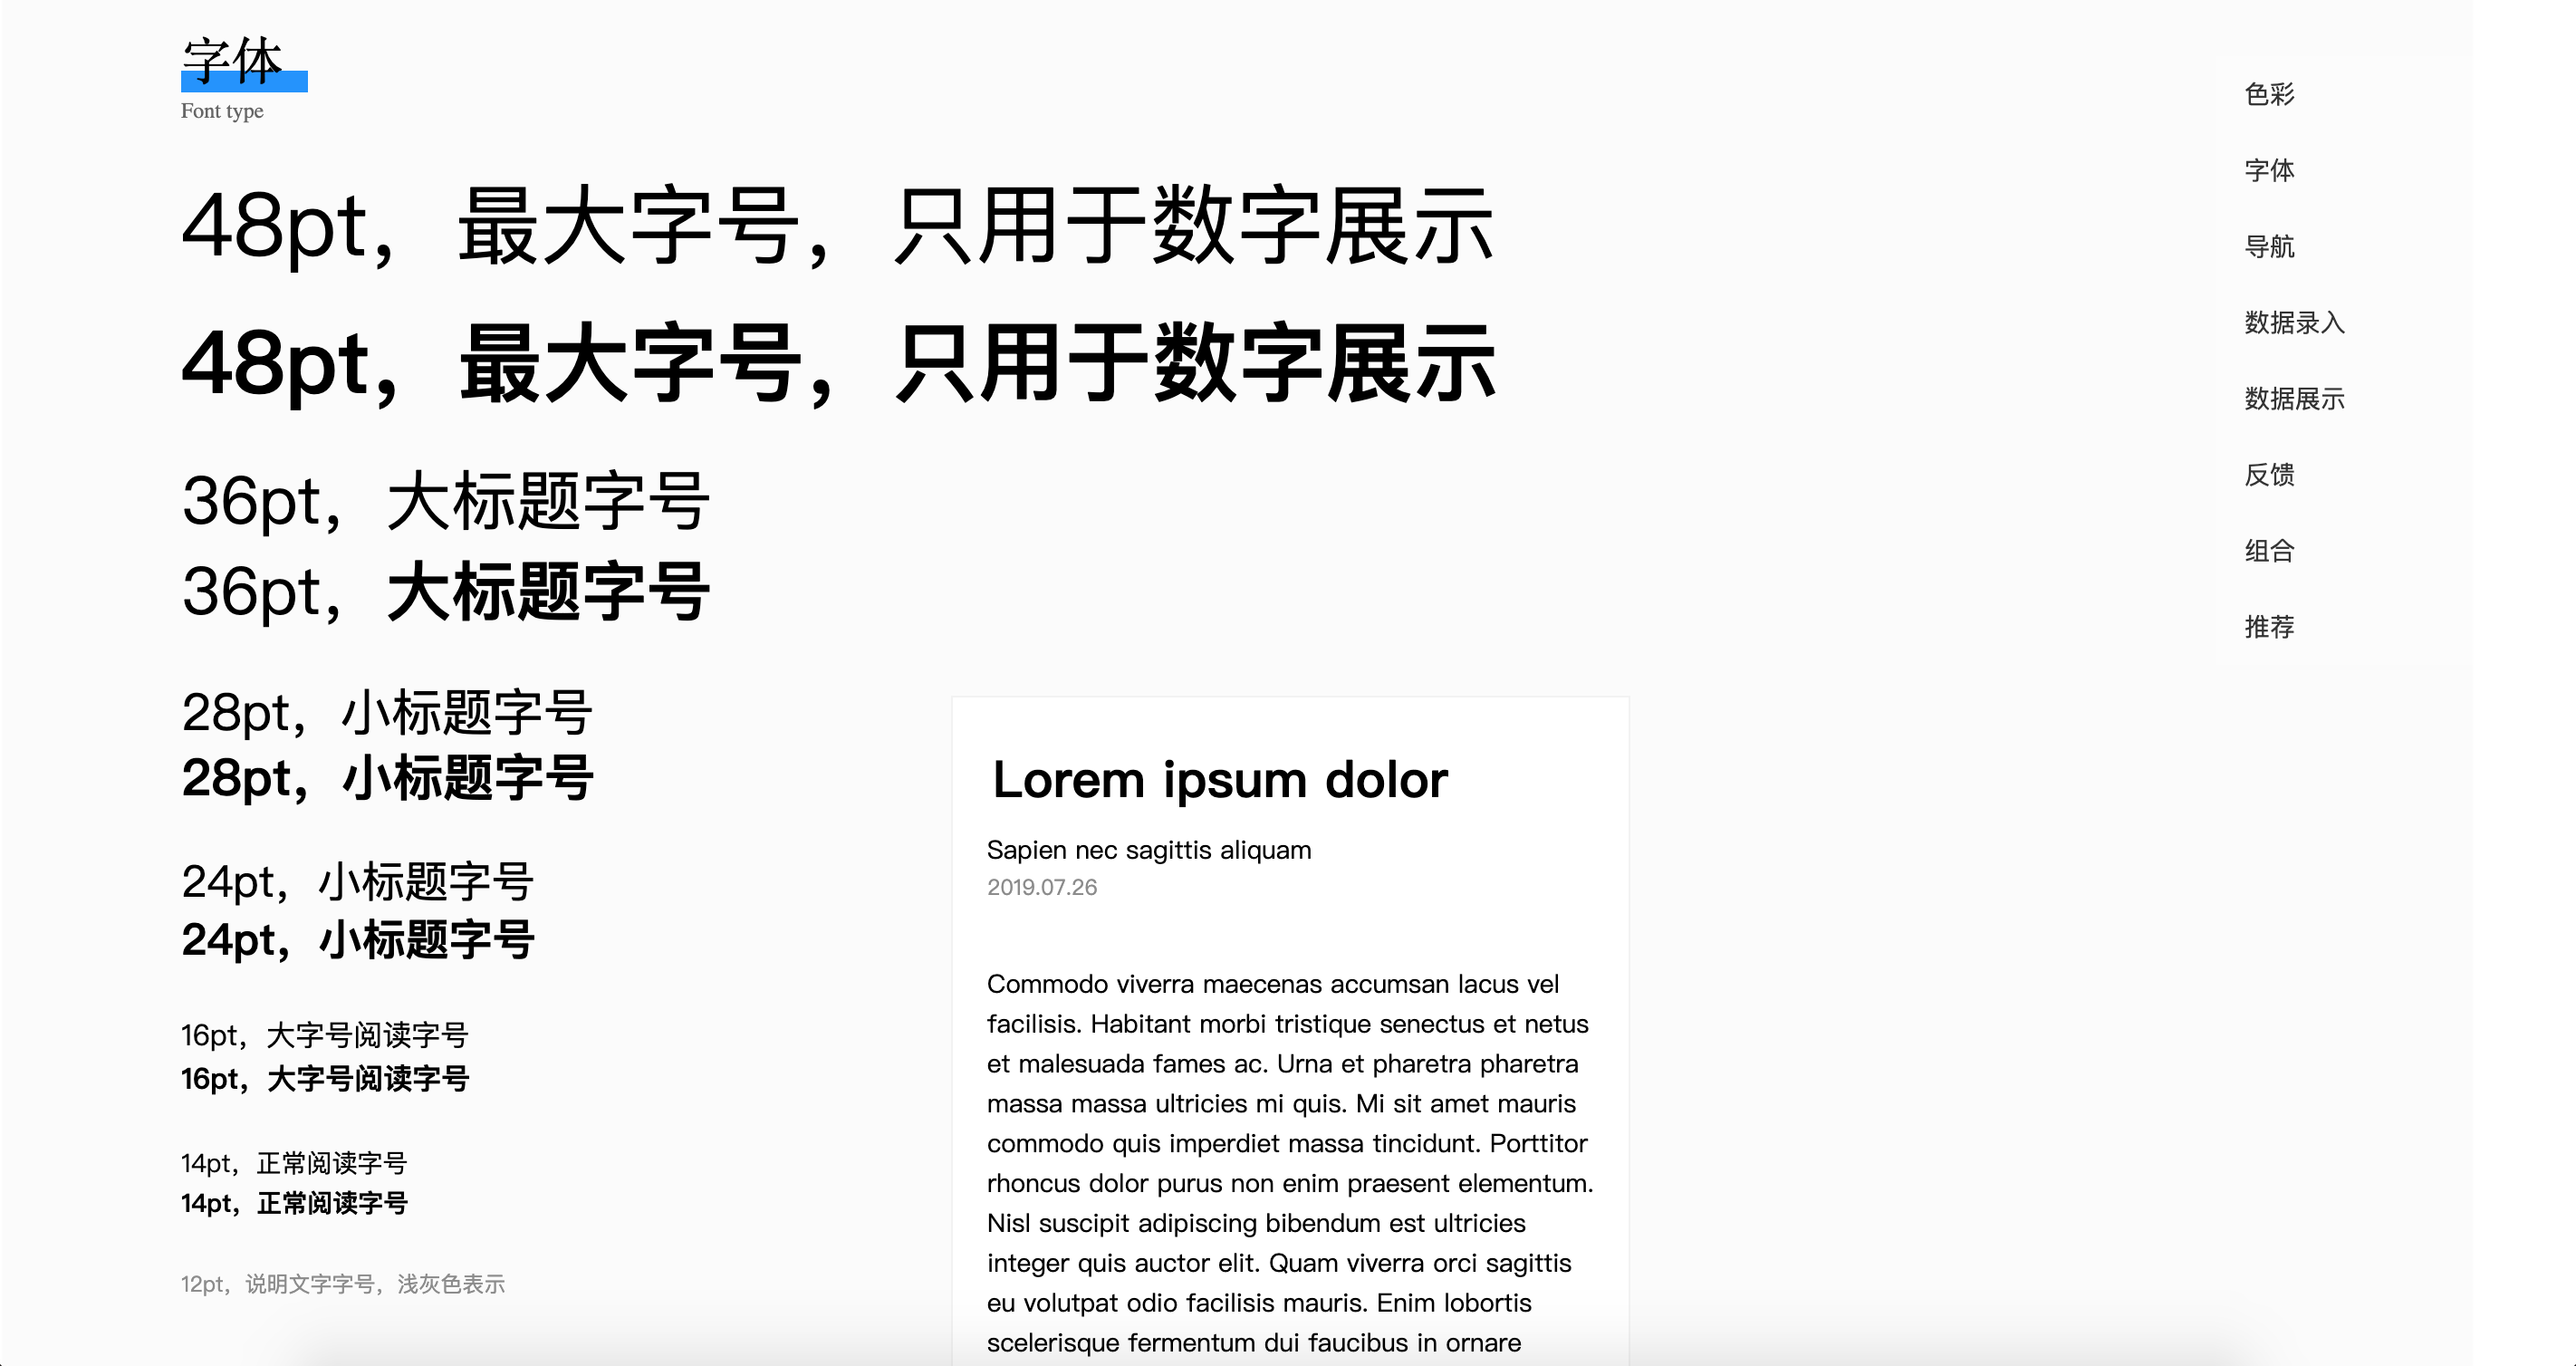 字体
Font type
48pt，最大字号，只用于数字展示
48pt，最大字号，只用于数字展示
36pt，大标题字号
36pt，大标题字号
28pt，小标题字号
28pt，小标题字号
24pt，小标题字号
24pt，小标题字号
16pt，大字号阅读字号
16pt，大字号阅读字号
14pt，正常阅读字号
14pt，正常阅读字号
12pt，说明文字字号，浅灰色表示
Lorem ipsum dolor
Sapien nec sagittis aliquam
2019.07.26
Commodo viverra maecenas accumsan lacus vel
facilisis. Habitant morbi tristique senectus et netus
et malesuada fames ac. Urna et pharetra pharetra
massa massa ultricies mi quis. Mi sit amet mauris
commodo quis imperdiet massa tincidunt. Porttitor
rhoncus dolor purus non enim praesent elementum.
Nisl suscipit adipiscing bibendum est ultricies
integer quis auctor elit. Quam viverra orci sagittis
eu volutpat odio facilisis mauris. Enim lobortis
scelerisque fermentum dui faucibus in ornare
色彩
字体
导航
数据录入
数据展示
反馈
组合
推荐